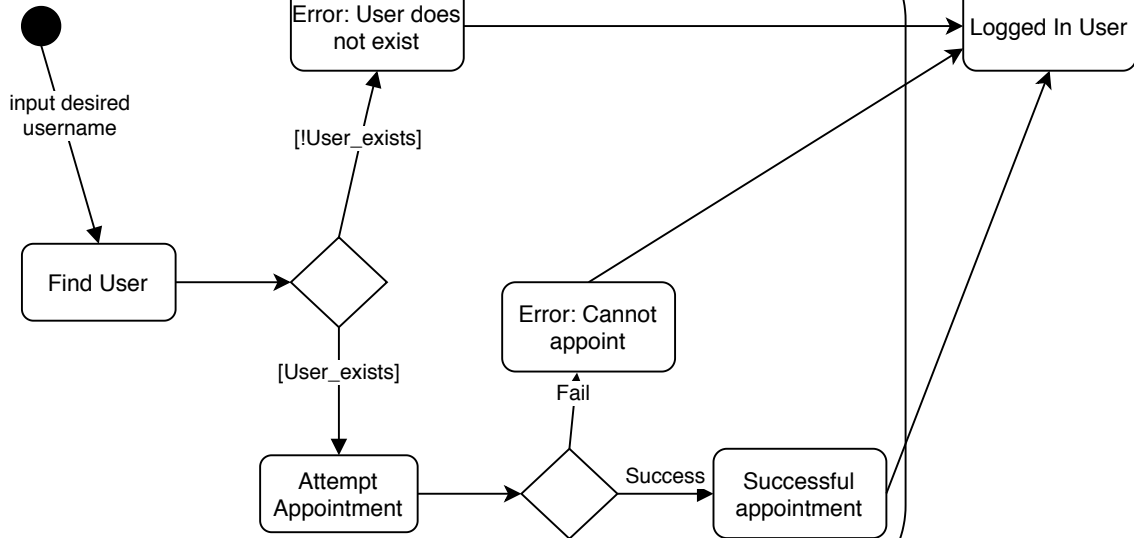 Error: User does
not exist
Logged In User
input desired
username
[!User_exists]
Find User
Error: Cannot
appoint
[User_exists]
Fail
Attempt
Appointment
Success
Successful
appointment